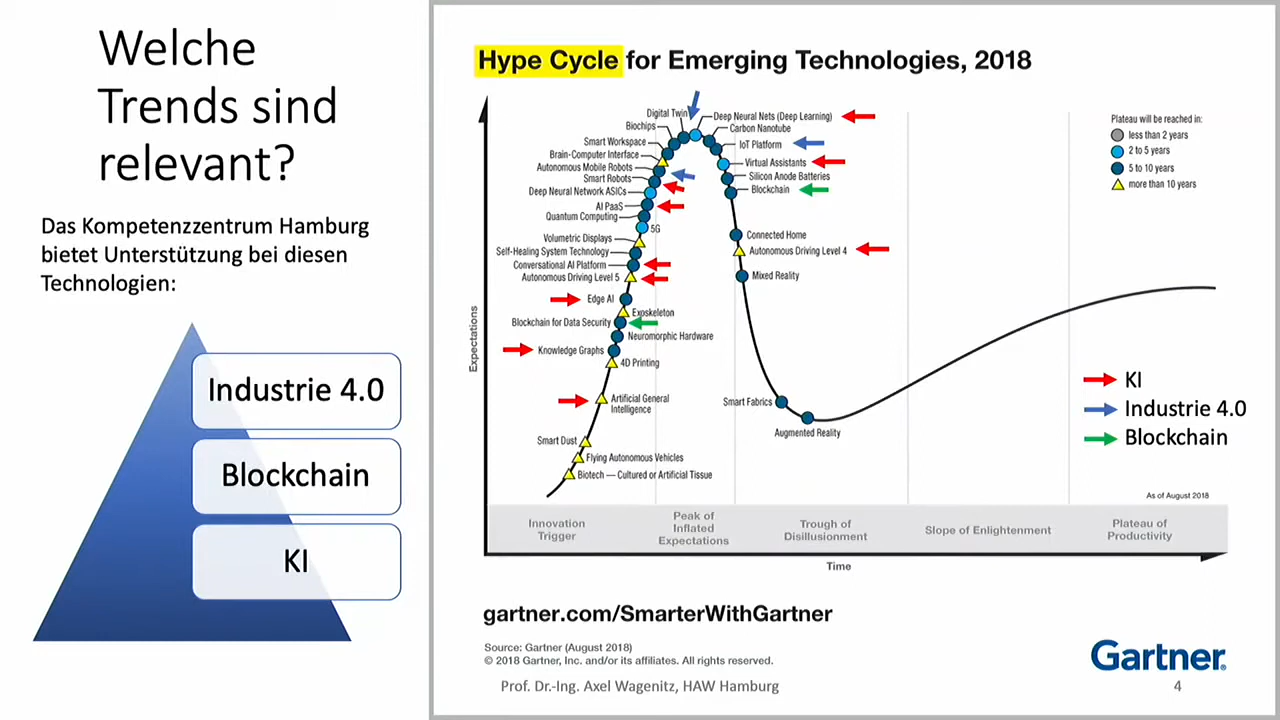 Welche
Trends sind
relevant?
Das Kompetenzzentrum Hamburg
bietet Unterstützung bei diesen
Technologien:
Industrie 4.0
Blockchain
KI
Hype Cycle for Emerging Technologies, 2018
Expectations
Digital Twin
Biochips
Smart Workspace
Brain-Computer Interface
Autonomous Mobile Robots
Smart Robots
Deep Neural Network ASICs
AI PaaS
Quantum Computing
5G
Volumetric Displays
Self-Healing System Technology
Conversational AI Platform
Autonomous Driving Level 5
Edge AI
Exoskeleton
Blockchain for Data Security
Neuromorphic Hardware
Knowledge Graphs
4D Printing
Artificial General
Intelligence
Smart Dust
Flying Autonomous Vehicles
Biotech — Cultured or Artificial Tissue
Deep Neural Nets (Deep Learning)
Carbon Nanotube
IoT Platform
Virtual Assistants
Silicon Anode Batteries
Blockchain
Connected Home
Autonomous Driving Level 4
Mixed Reality
Smart Fabrics
Augmented Reality
Plateau will be reached in:
less than 2 years
2 to 5 years
5 to 10 years
more than 10 years
KI
Industrie 4.0
Blockchain
As of August 2018
Innovation
Trigger
Peak of
Inflated
Expectations
Trough of
Disillusionment
Slope of Enlightenment
Plateau of
Productivity
Time
gartner.com/SmarterWithGartner
Source: Gartner (August 2018)
© 2018 Gartner, Inc. and/or its affiliates. All rights reserved.
Gartner®
Prof. Dr.-Ing. Axel Wagenitz, HAW Hamburg
4